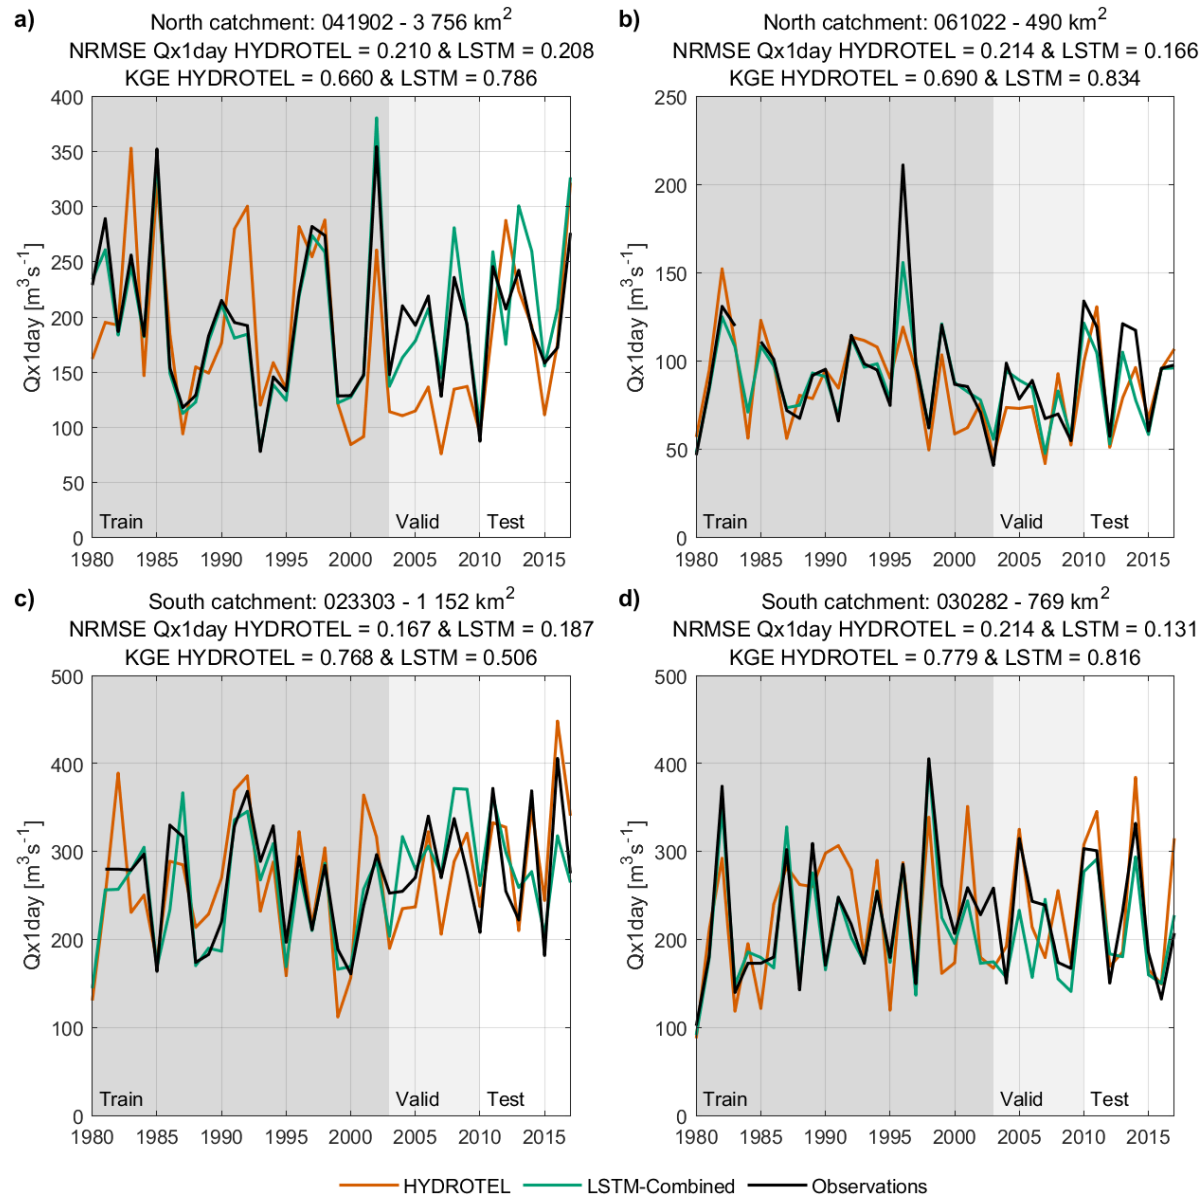 a)
North catchment: 041902 - 3 756 km²
NRMSE Qx1day HYDROTEL = 0.210 & LSTM = 0.208
KGE HYDROTEL = 0.660 & LSTM = 0.786
400
350
300
250
200
150
100
50
0
Qx1day [m³s⁻¹]
Train
Valid
Test
1980 1985 1990 1995 2000 2005 2010 2015
b)
North catchment: 061022 - 490 km²
NRMSE Qx1day HYDROTEL = 0.214 & LSTM = 0.166
KGE HYDROTEL = 0.690 & LSTM = 0.834
250
200
150
100
50
0
Qx1day [m³s⁻¹]
Train
Valid
Test
1980 1985 1990 1995 2000 2005 2010 2015
c)
South catchment: 023303 - 1 152 km²
NRMSE Qx1day HYDROTEL = 0.167 & LSTM = 0.187
KGE HYDROTEL = 0.768 & LSTM = 0.506
500
400
300
200
100
0
Qx1day [m³s⁻¹]
Train
Valid
Test
1980 1985 1990 1995 2000 2005 2010 2015
d)
South catchment: 030282 - 769 km²
NRMSE Qx1day HYDROTEL = 0.214 & LSTM = 0.131
KGE HYDROTEL = 0.779 & LSTM = 0.816
500
400
300
200
100
0
Qx1day [m³s⁻¹]
Train
Valid
Test
1980 1985 1990 1995 2000 2005 2010 2015
HYDROTEL LSTM-Combined Observations